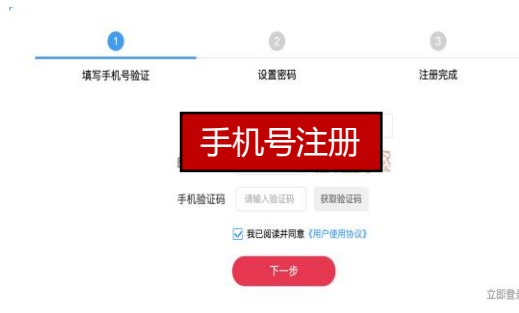 1 2 3
填写手机号验证 设置密码 注册完成
手机号注册
手机验证码 请输入验证码 获取验证码
我已阅读并同意《用户使用协议》
下一步
立即登录